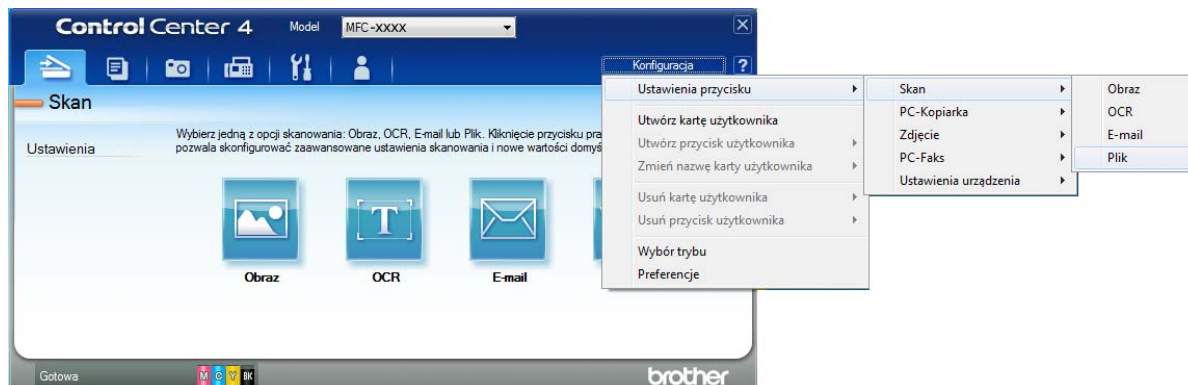 Control Center 4
Model
MFC-XXXX
Konfiguracja
?
Skan
Ustawienia
Wybierz jedną z opcji skanowania: Obraz, OCR, E-mail lub Plik. Kliknięcie przycisku pra
pozwala skonfigurować zaawansowane ustawienia skanowania i nowe wartości domyś
Obraz
OCR
E-mail
Ustawienia przycisku
Utwórz kartę użytkownika
Utwórz przycisk użytkownika
Zmień nazwę karty użytkownika
Usuń kartę użytkownika
Usuń przycisk użytkownika
Wybór trybu
Preferencje
Skan
PC-Kopiarka
Zdjęcie
PC-Faks
Ustawienia urządzenia
Obraz
OCR
E-mail
Plik
Gotowa
M C Y BK
brother